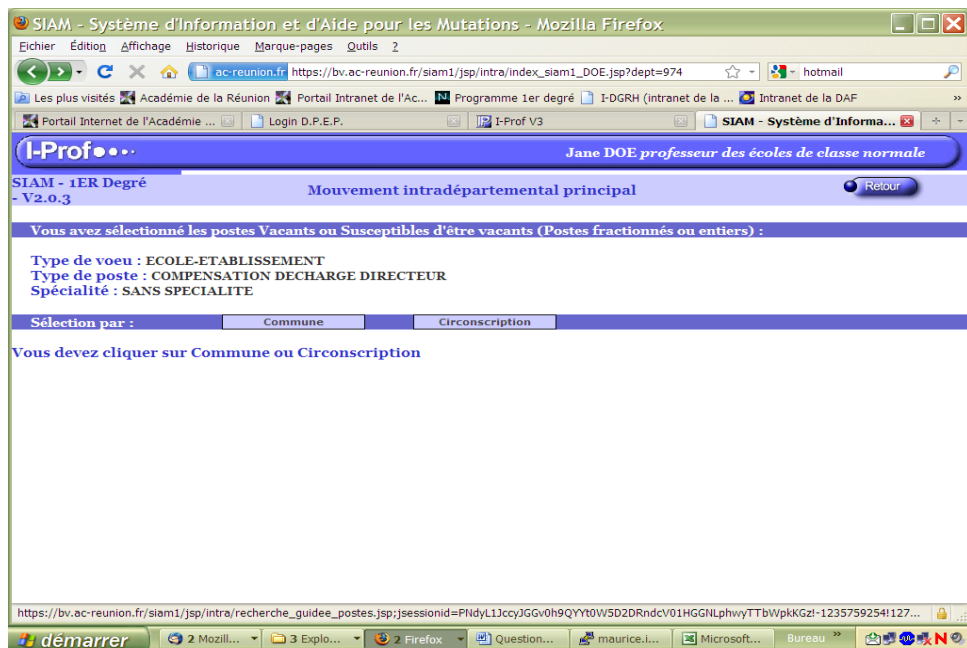 SIAM - Système d'Information et d'Aide pour les Mutations - Mozilla Firefox
Fichier Édition Affichage Historique Marque-pages Outils ?
ac-reunion.fr https://bv.ac-reunion.fr/siam1/jsp/intra/index_siam1_DOE.jsp?dept=974 hotmail
Les plus visités Académie de la Réunion Portail Intranet de l'Ac... Programme 1er degré I-DGRH (intranet de la ... Intranet de la DAF »
Portail Internet de l'Académie ... Login D.P.E.P. I-Prof V3 SIAM - Système d'Informa...
I-Prof Jane DOE professeur des écoles de classe normale
SIAM - 1ER Degré
- V2.0.3
Mouvement intradépartemental principal Retour
Vous avez sélectionné les postes Vacants ou Susceptibles d'être vacants (Postes fractionnés ou entiers) :
Type de voeu : ECOLE-ETABLISSEMENT
Type de poste : COMPENSATION DECHARGE DIRECTEUR
Spécialité : SANS SPECIALITE
Sélection par : Commune Circonscription
Vous devez cliquer sur Commune ou Circonscription
https://bv.ac-reunion.fr/siam1/jsp/intra/recherche_guidee_postes.jsp;jsessionid=PNdyL1JccyJGGv0h9QYYt0W5D2DRndcV01HGGNLphwyTTbWpkKGz!-1235759254!127...
démarrer 2 Mozill... 3 Explo... 2 Firefox Question... maurice.i... Microsoft... Bureau »